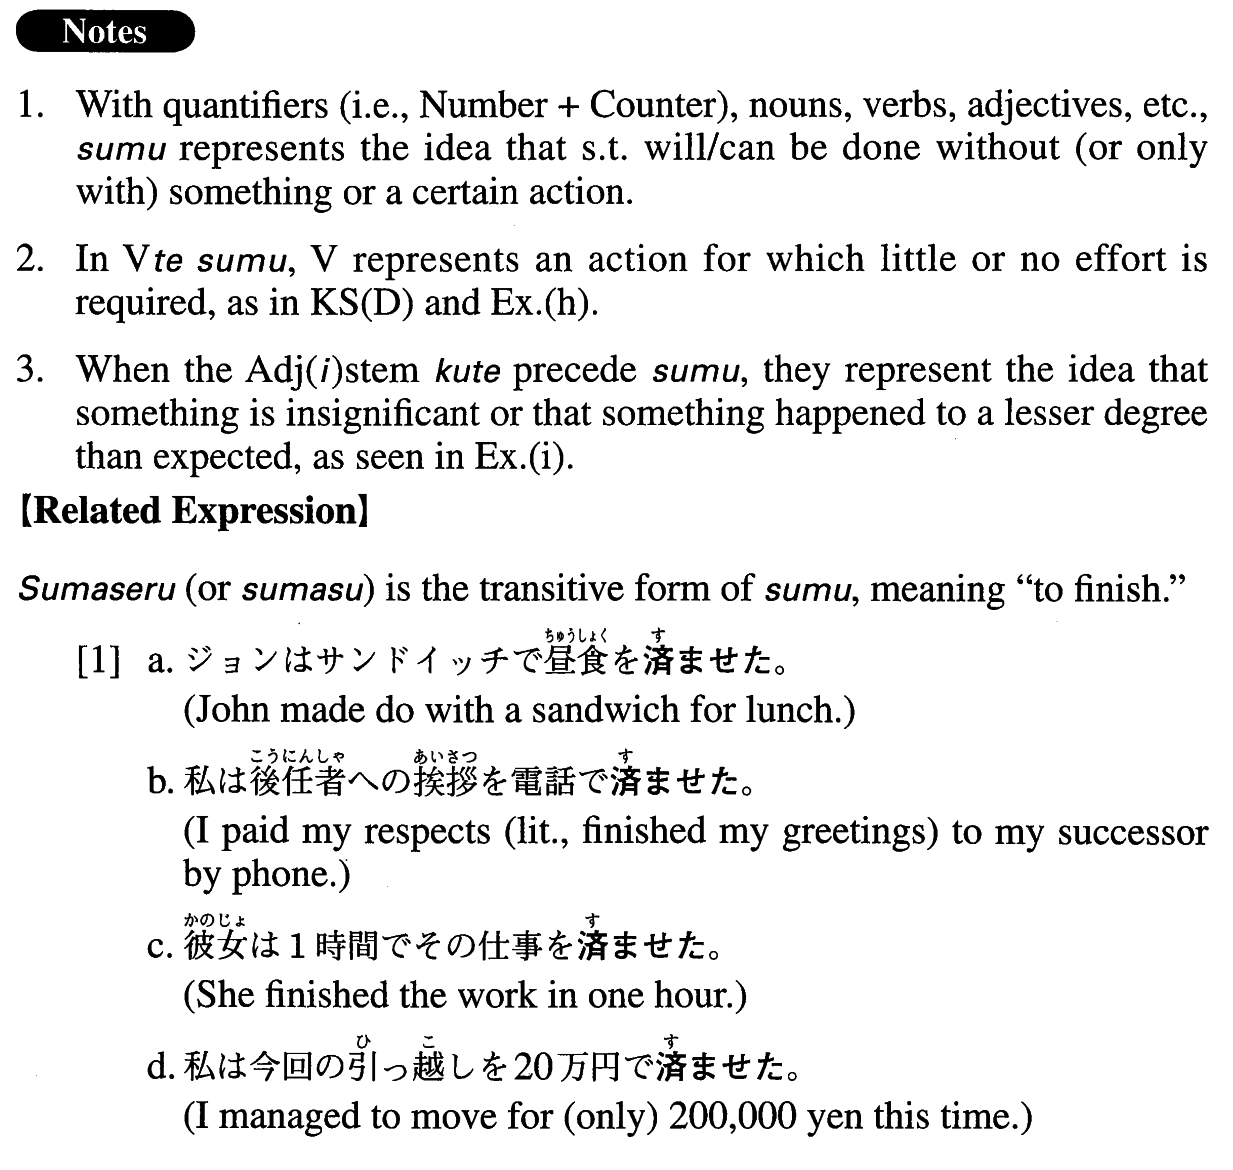 Notes
1. With quantifiers (i.e., Number + Counter), nouns, verbs, adjectives, etc.,
sumu represents the idea that s.t. will/can be done without (or only
with) something or a certain action.
2. In Vte sumu, V represents an action for which little or no effort is
required, as in KS(D) and Ex.(h).
3. When the Adj(i)stem kute precede sumu, they represent the idea that
something is insignificant or that something happened to a lesser degree
than expected, as seen in Ex.(i).
【Related Expression】
Sumaseru (or sumasu) is the transitive form of sumu, meaning “to finish.”
ちゅうしょく す
[1] a. ジョンはサンドイッチで昼食を済ませた。
(John made do with a sandwich for lunch.)
こうにんしゃ あいさつ す
b. 私は後任者への挨拶を電話で済ませた。
(I paid my respects (lit., finished my greetings) to my successor
by phone.)
かのじょ す
c. 彼女は1時間でその仕事を済ませた。
(She finished the work in one hour.)
ひ こ す
d. 私は今回の引っ越しを20万円で済ませた。
(I managed to move for (only) 200,000 yen this time.)